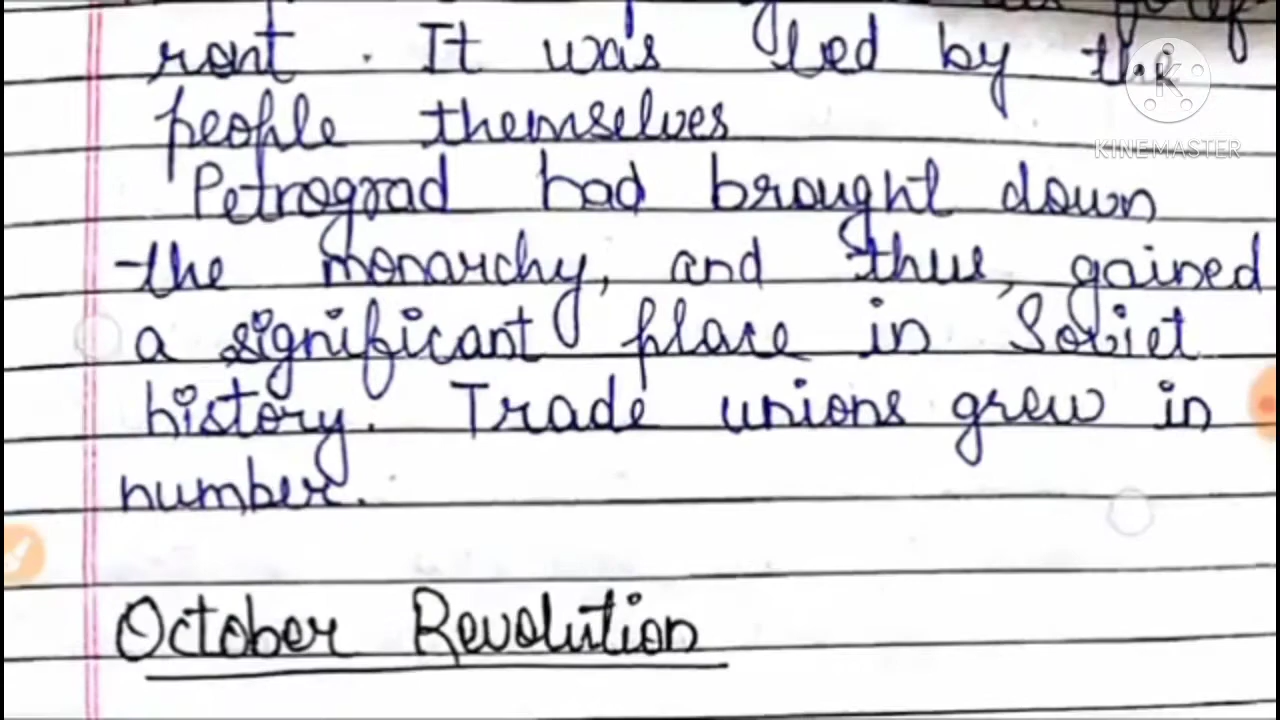 ront. It was led by the
people themselves
Petrograd had brought down
the monarchy, and thus, gained
a significant place in Soviet
history. Trade unions grew in
number.
October Revolution
KINEMASTER